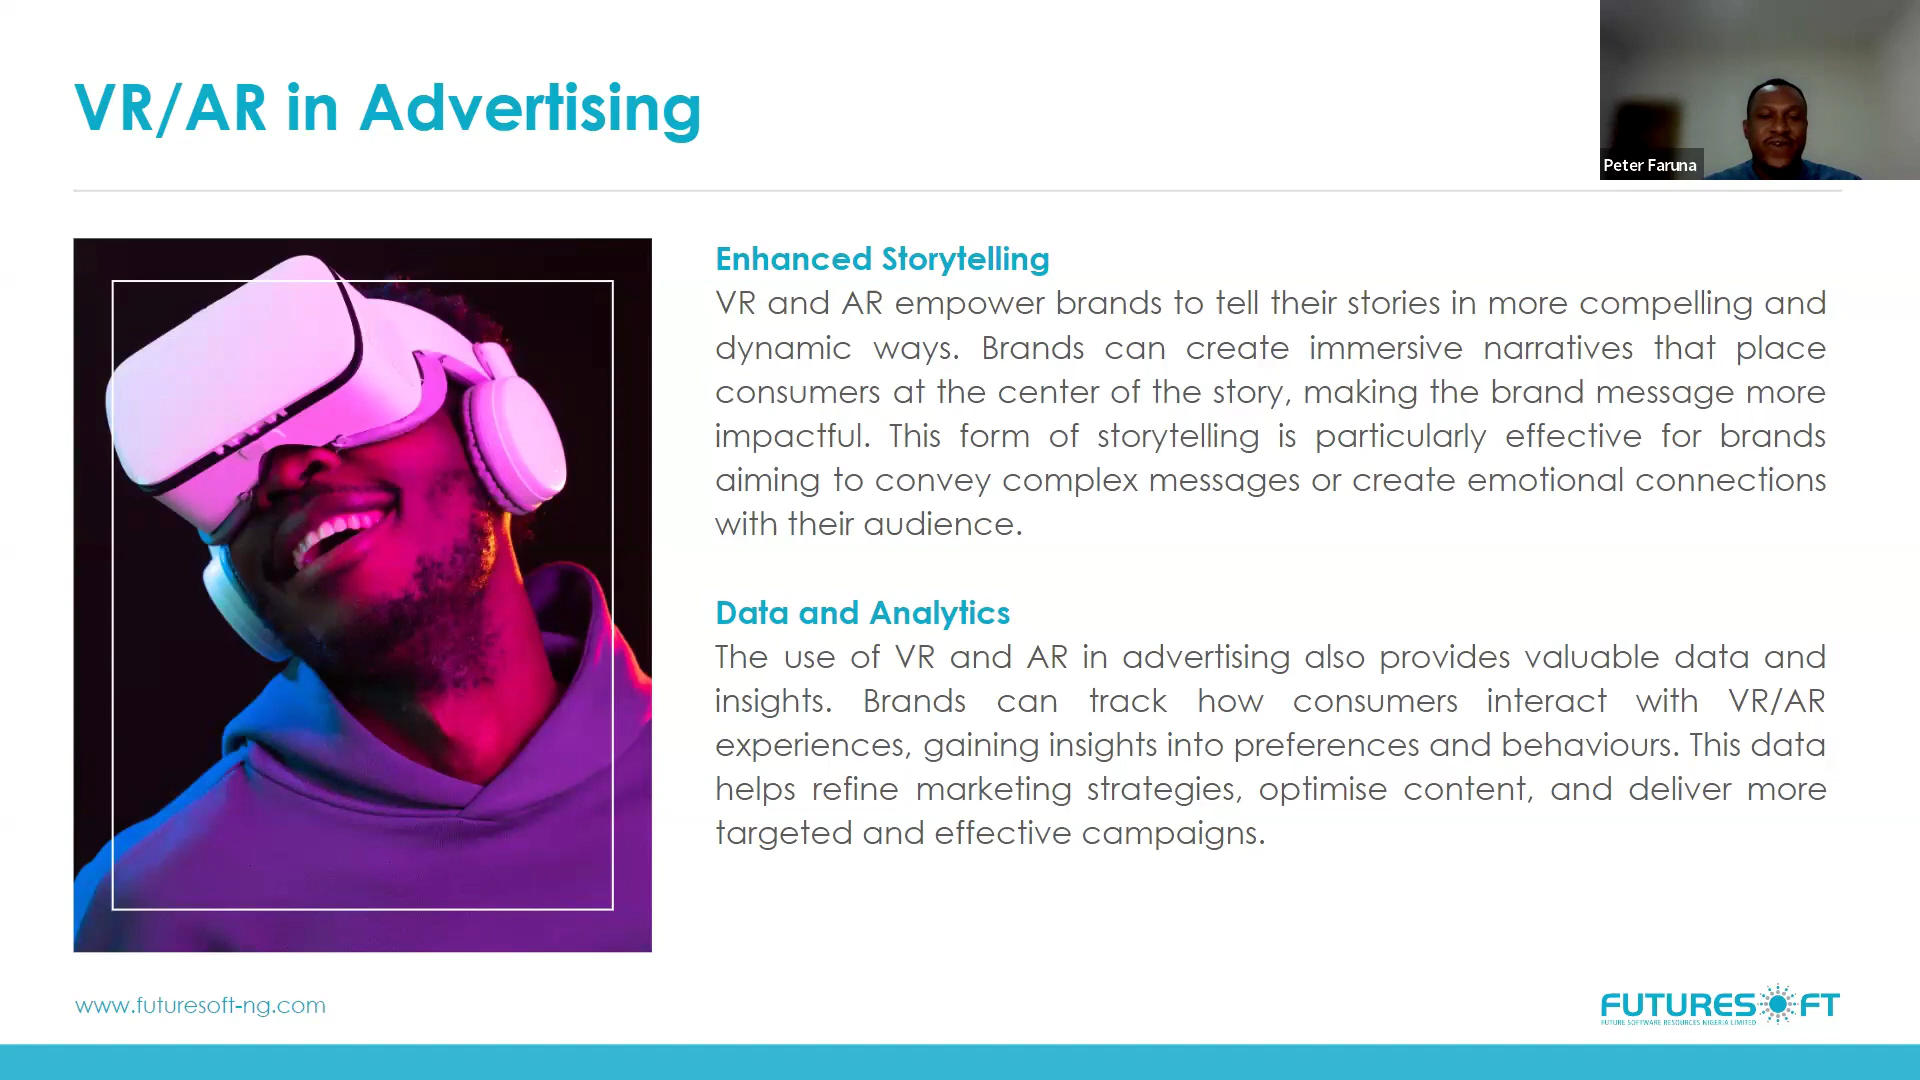 VR/AR in Advertising
Peter Faruna
Enhanced Storytelling
VR and AR empower brands to tell their stories in more compelling and
dynamic ways. Brands can create immersive narratives that place
consumers at the center of the story, making the brand message more
impactful. This form of storytelling is particularly effective for brands
aiming to convey complex messages or create emotional connections
with their audience.
Data and Analytics
The use of VR and AR in advertising also provides valuable data and
insights. Brands can track how consumers interact with VR/AR
experiences, gaining insights into preferences and behaviours. This data
helps refine marketing strategies, optimise content, and deliver more
targeted and effective campaigns.
www.futuresoft-ng.com
FUTURESOFT
FUTURE SOFTWARE RESOURCES NIGERIA LIMITED